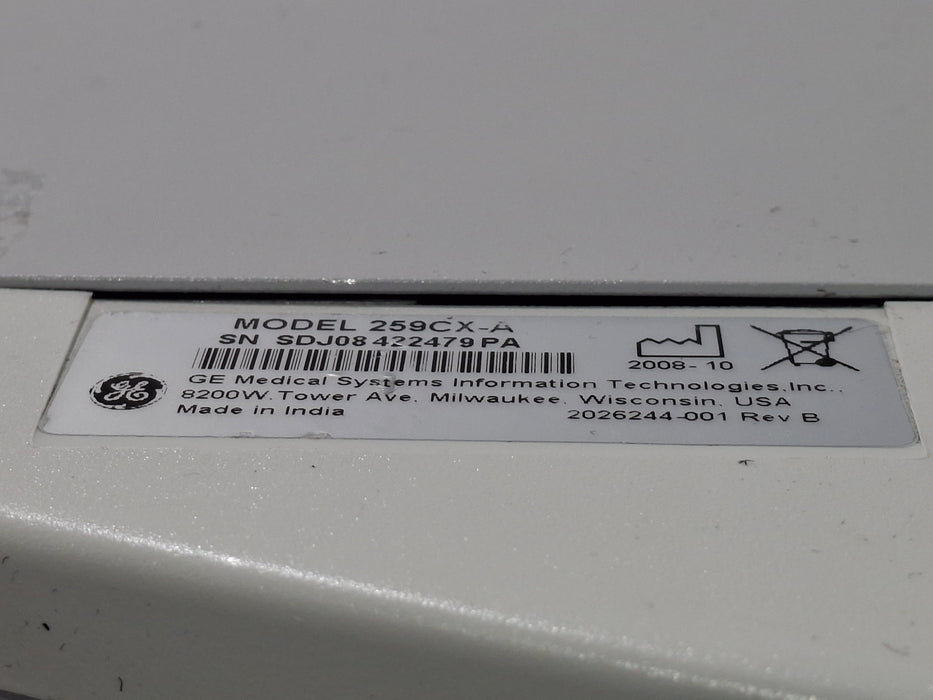 MODEL 259CX-A
SN SDJ08422479PA
2008-10
GE
GE Medical Systems Information Technologies,Inc.,
8200W.Tower Ave, Milwaukee, Wisconsin, USA
Made in India
2026244-001 Rev B